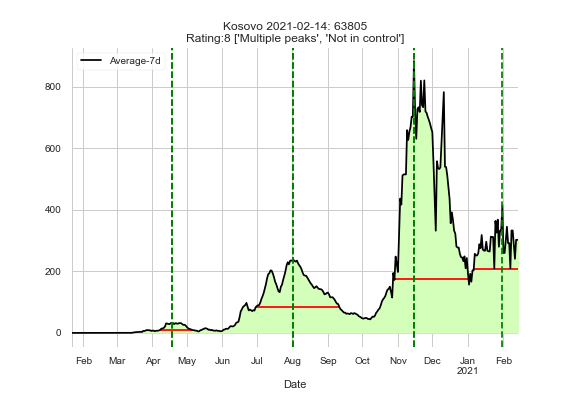 Kosovo 2021-02-14: 63805
Rating:8 ['Multiple peaks', 'Not in control']
Average-7d
800
600
400
200
0
Feb Mar Apr May Jun Jul Aug Sep Oct Nov Dec Jan Feb
2021
Date